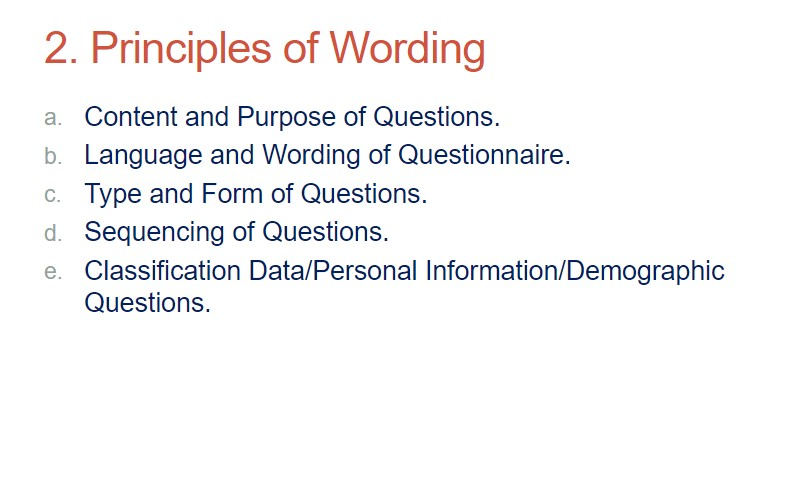 2. Principles of Wording
a. Content and Purpose of Questions.
b. Language and Wording of Questionnaire.
c. Type and Form of Questions.
d. Sequencing of Questions.
e. Classification Data/Personal Information/Demographic
Questions.